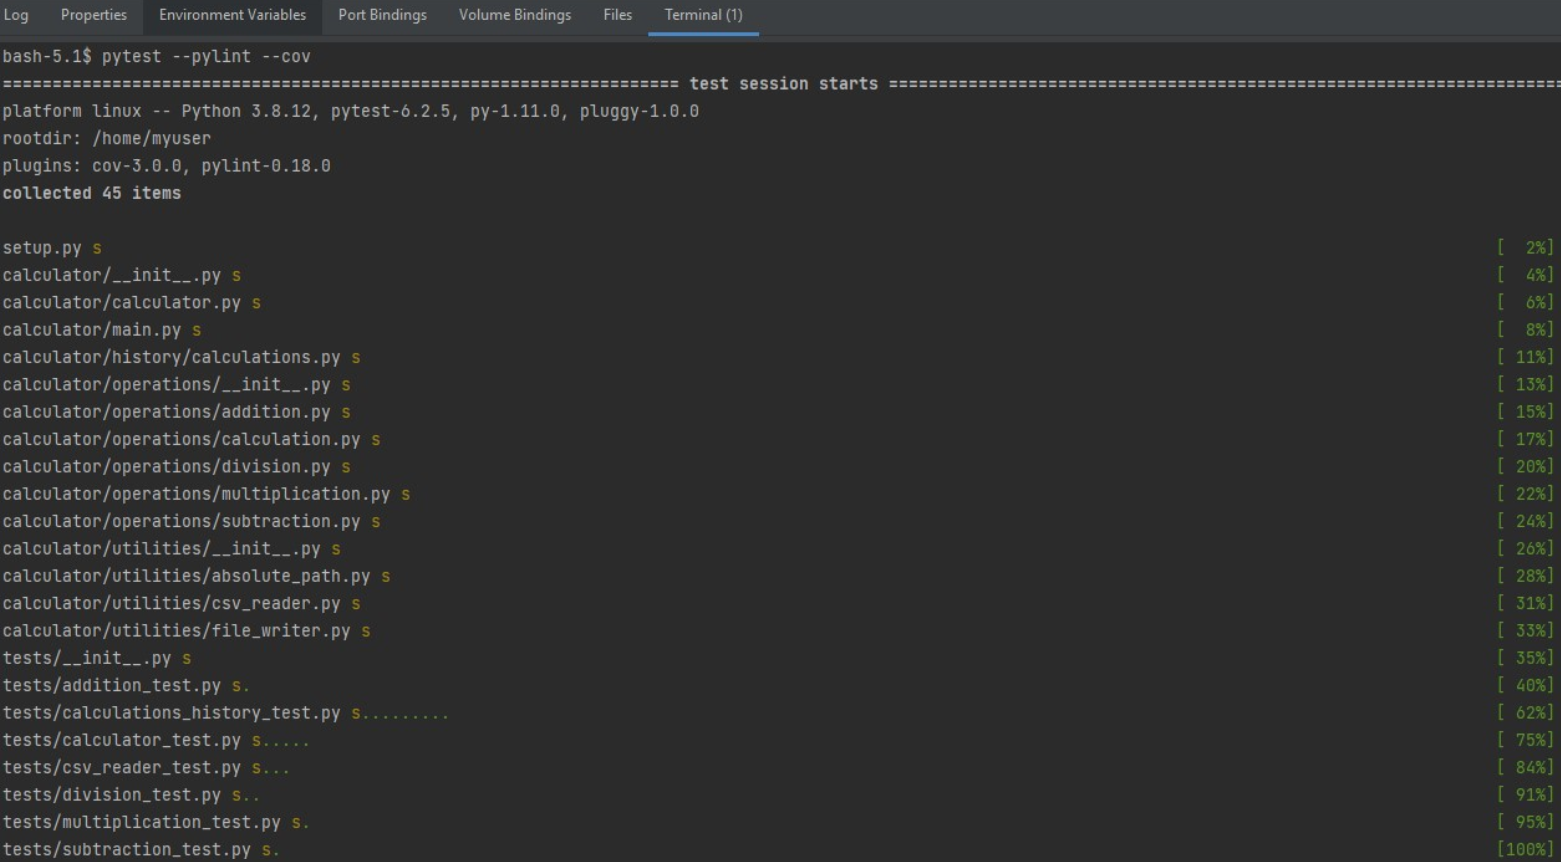 Log Properties Environment Variables Port Bindings Volume Bindings Files Terminal (1)
bash-5.1$ pytest --pylint --cov
==================================================================== test session starts ====================================================================
platform linux -- Python 3.8.12, pytest-6.2.5, py-1.11.0, pluggy-1.0.0
rootdir: /home/myuser
plugins: cov-3.0.0, pylint-0.18.0
collected 45 items
setup.py s [  2%]
calculator/__init__.py s [  4%]
calculator/calculator.py s [  6%]
calculator/main.py s [  8%]
calculator/history/calculations.py s [ 11%]
calculator/operations/__init__.py s [ 13%]
calculator/operations/addition.py s [ 15%]
calculator/operations/calculation.py s [ 17%]
calculator/operations/division.py s [ 20%]
calculator/operations/multiplication.py s [ 22%]
calculator/operations/subtraction.py s [ 24%]
calculator/utilities/__init__.py s [ 26%]
calculator/utilities/absolute_path.py s [ 28%]
calculator/utilities/csv_reader.py s [ 31%]
calculator/utilities/file_writer.py s [ 33%]
tests/__init__.py s [ 35%]
tests/addition_test.py s. [ 40%]
tests/calculations_history_test.py s......... [ 62%]
tests/calculator_test.py s..... [ 75%]
tests/csv_reader_test.py s... [ 84%]
tests/division_test.py s.. [ 91%]
tests/multiplication_test.py s. [ 95%]
tests/subtraction_test.py s. [100%]